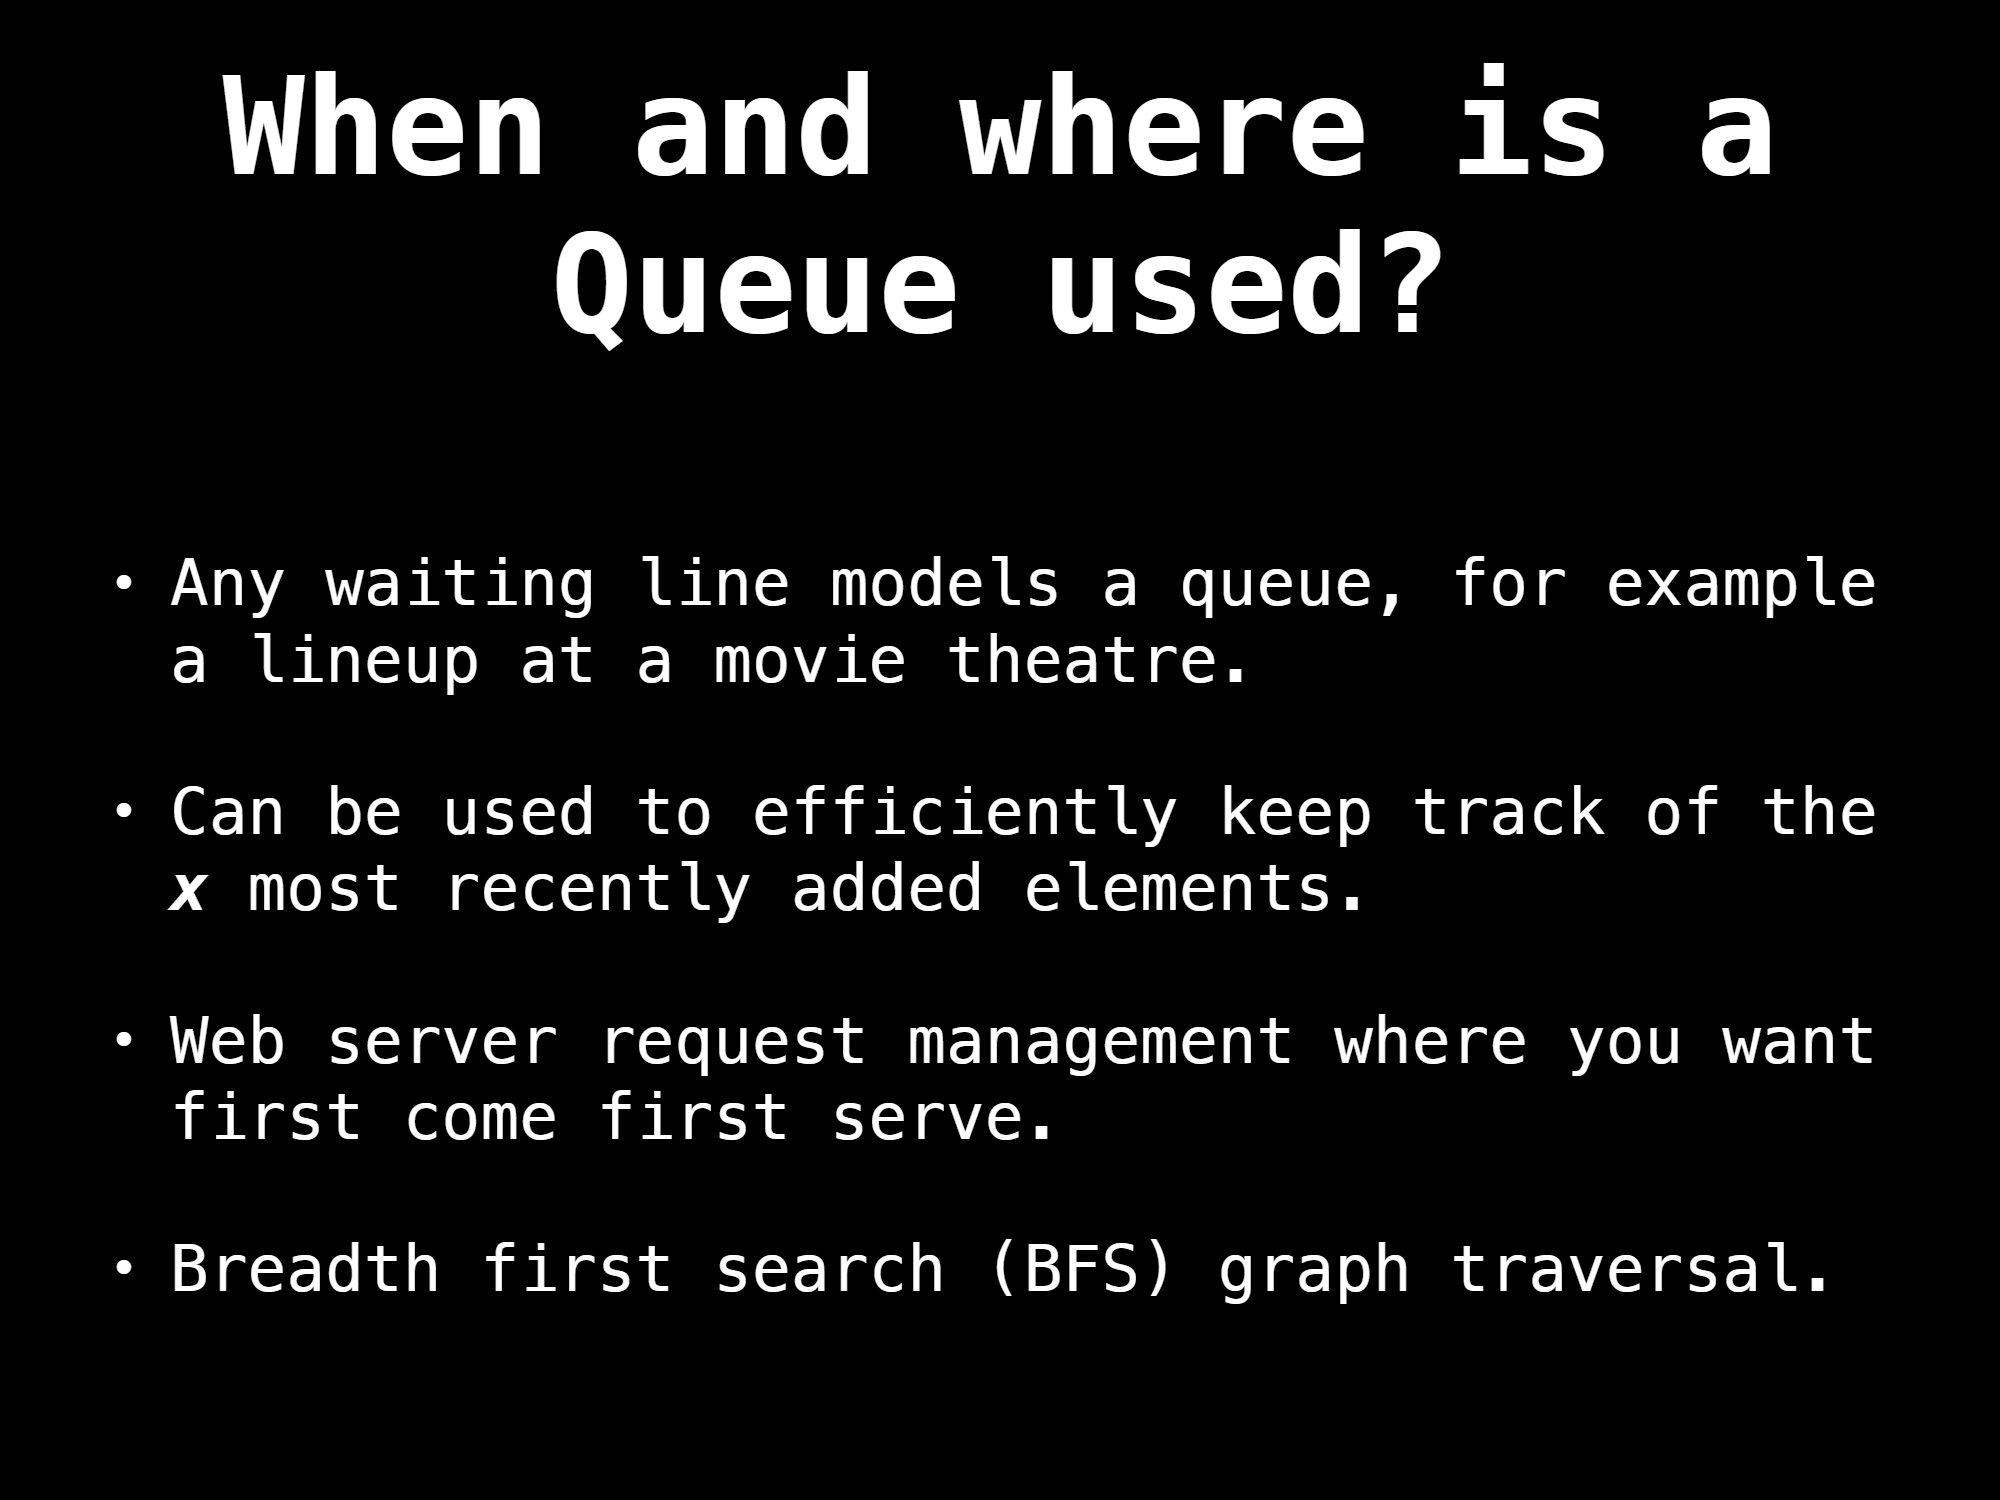 When and where is a
Queue used?
• Any waiting line models a queue, for example
a lineup at a movie theatre.
• Can be used to efficiently keep track of the
x most recently added elements.
• Web server request management where you want
first come first serve.
• Breadth first search (BFS) graph traversal.